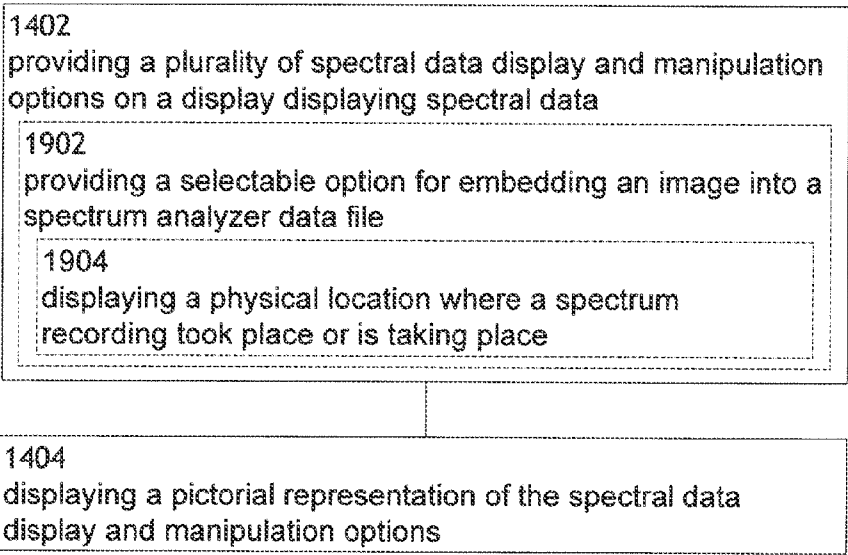 1402
providing a plurality of spectral data display and manipulation
options on a display displaying spectral data
1902
providing a selectable option for embedding an image into a
spectrum analyzer data file
1904
displaying a physical location where a spectrum
recording took place or is taking place
1404
displaying a pictorial representation of the spectral data
display and manipulation options